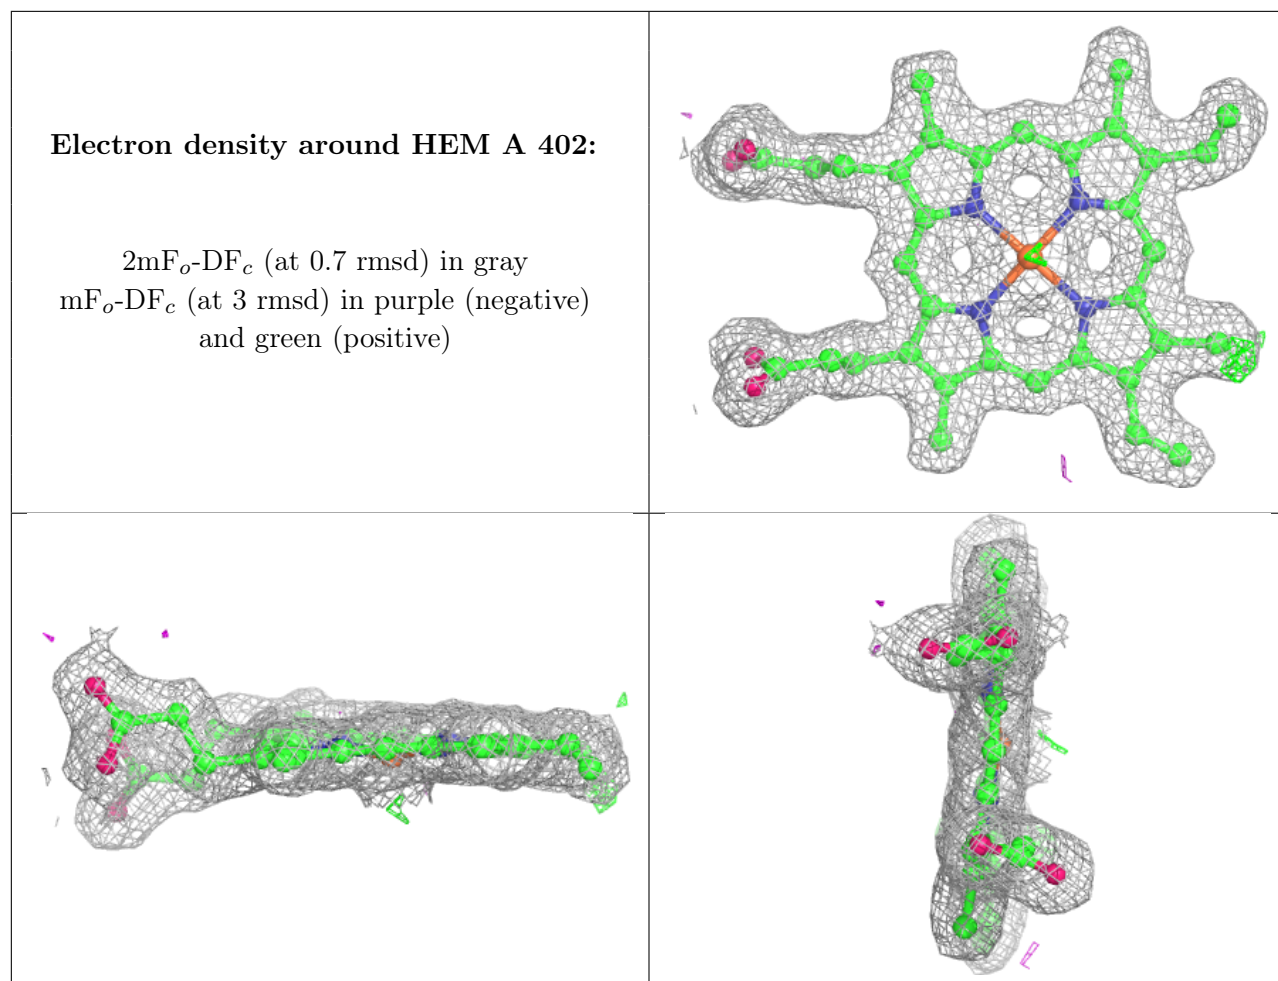 Electron density around HEM A 402:
2mFₒ-DF𝒸 (at 0.7 rmsd) in gray
mFₒ-DF𝒸 (at 3 rmsd) in purple (negative)
and green (positive)